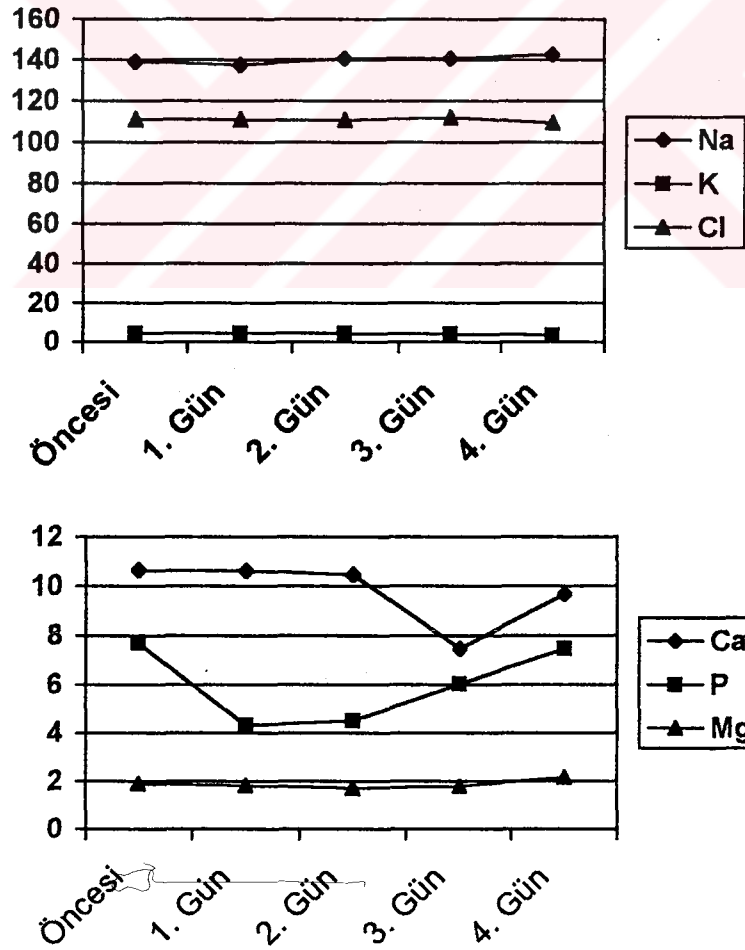 160
140
120
100
80
60
40
20
0
Na
K
Cl
Öncesi
1. Gün
2. Gün
3. Gün
4. Gün
12
10
8
6
4
2
0
Ca
P
Mg
Öncesi
1. Gün
2. Gün
3. Gün
4. Gün